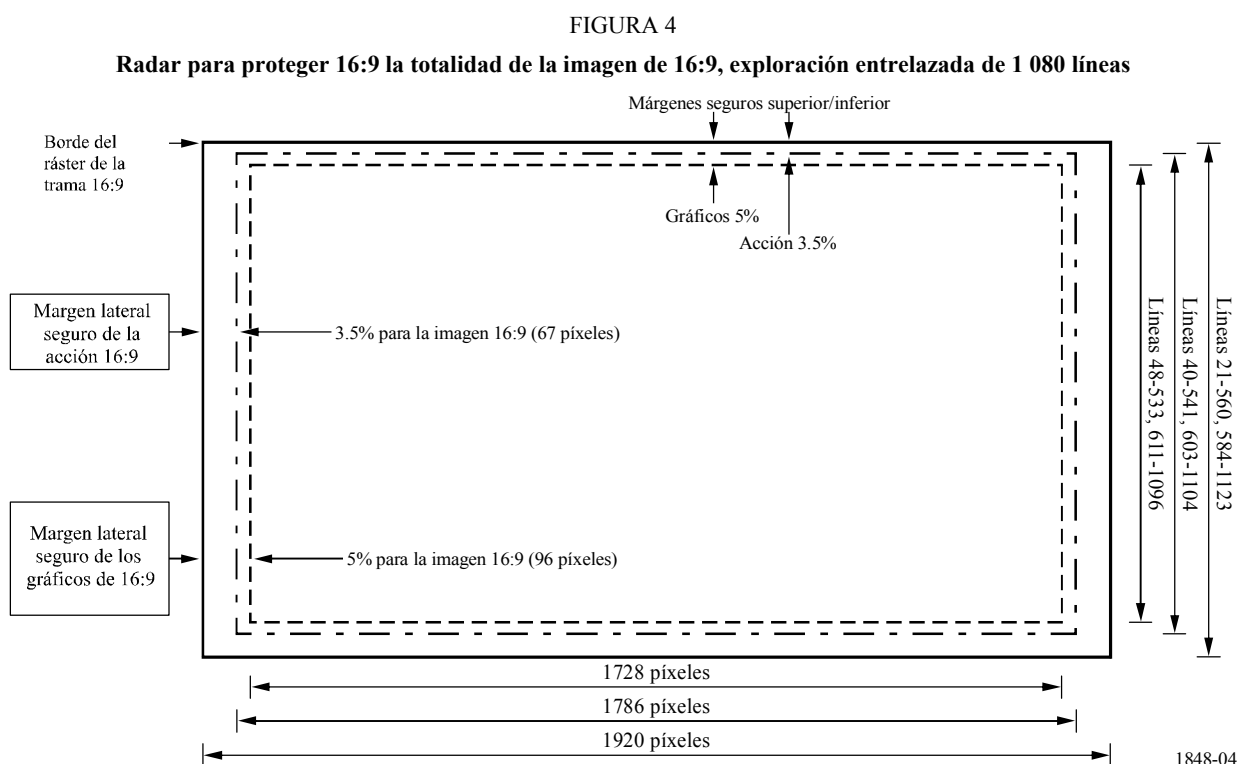 FIGURA 4
Radar para proteger 16:9 la totalidad de la imagen de 16:9, exploración entrelazada de 1 080 líneas
Márgenes seguros superior/inferior
Borde del
ráster de la
trama 16:9
Gráficos 5%
Acción 3.5%
Margen lateral
seguro de la
acción 16:9
3.5% para la imagen 16:9 (67 píxeles)
Líneas 48-533, 611-1096
Líneas 40-541, 603-1104
Líneas 21-560, 584-1123
Margen lateral
seguro de los
gráficos de 16:9
5% para la imagen 16:9 (96 píxeles)
1728 píxeles
1786 píxeles
1920 píxeles
1848-04